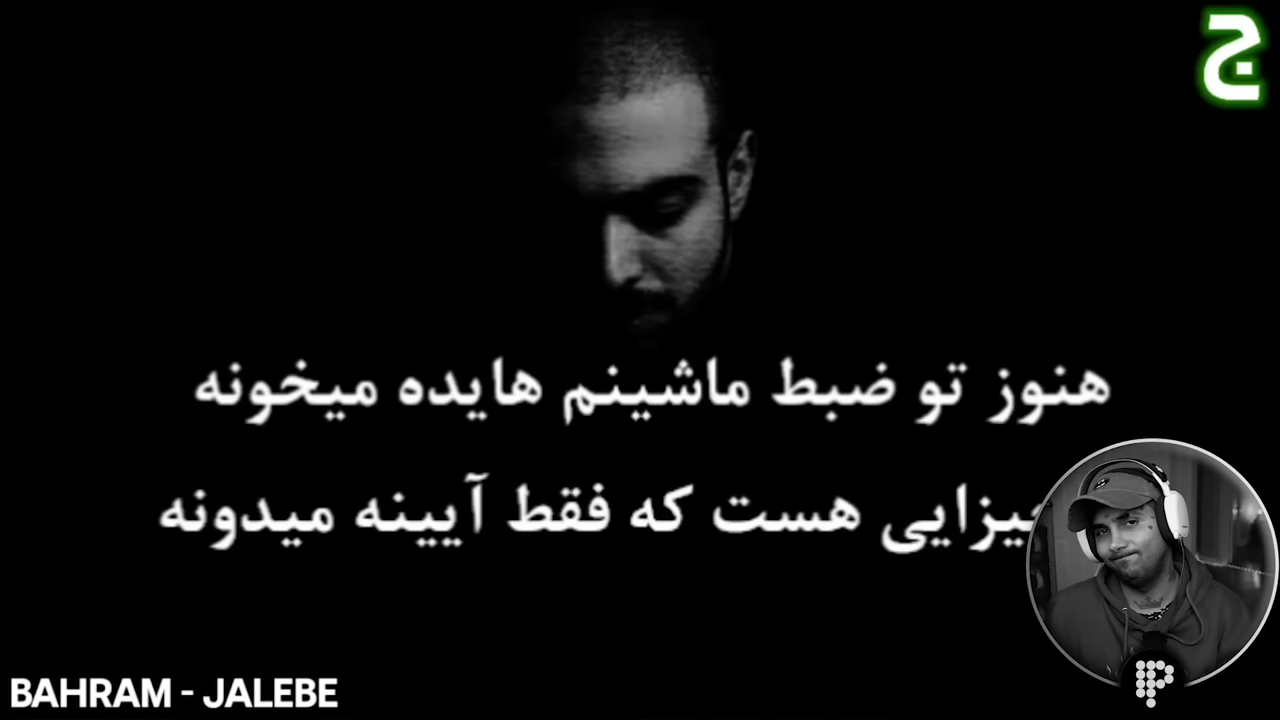 ج
هنوز تو ضبط ماشینم هایده میخونه
هست که فقط آیینه میدونه
BAHRAM - JALEBE